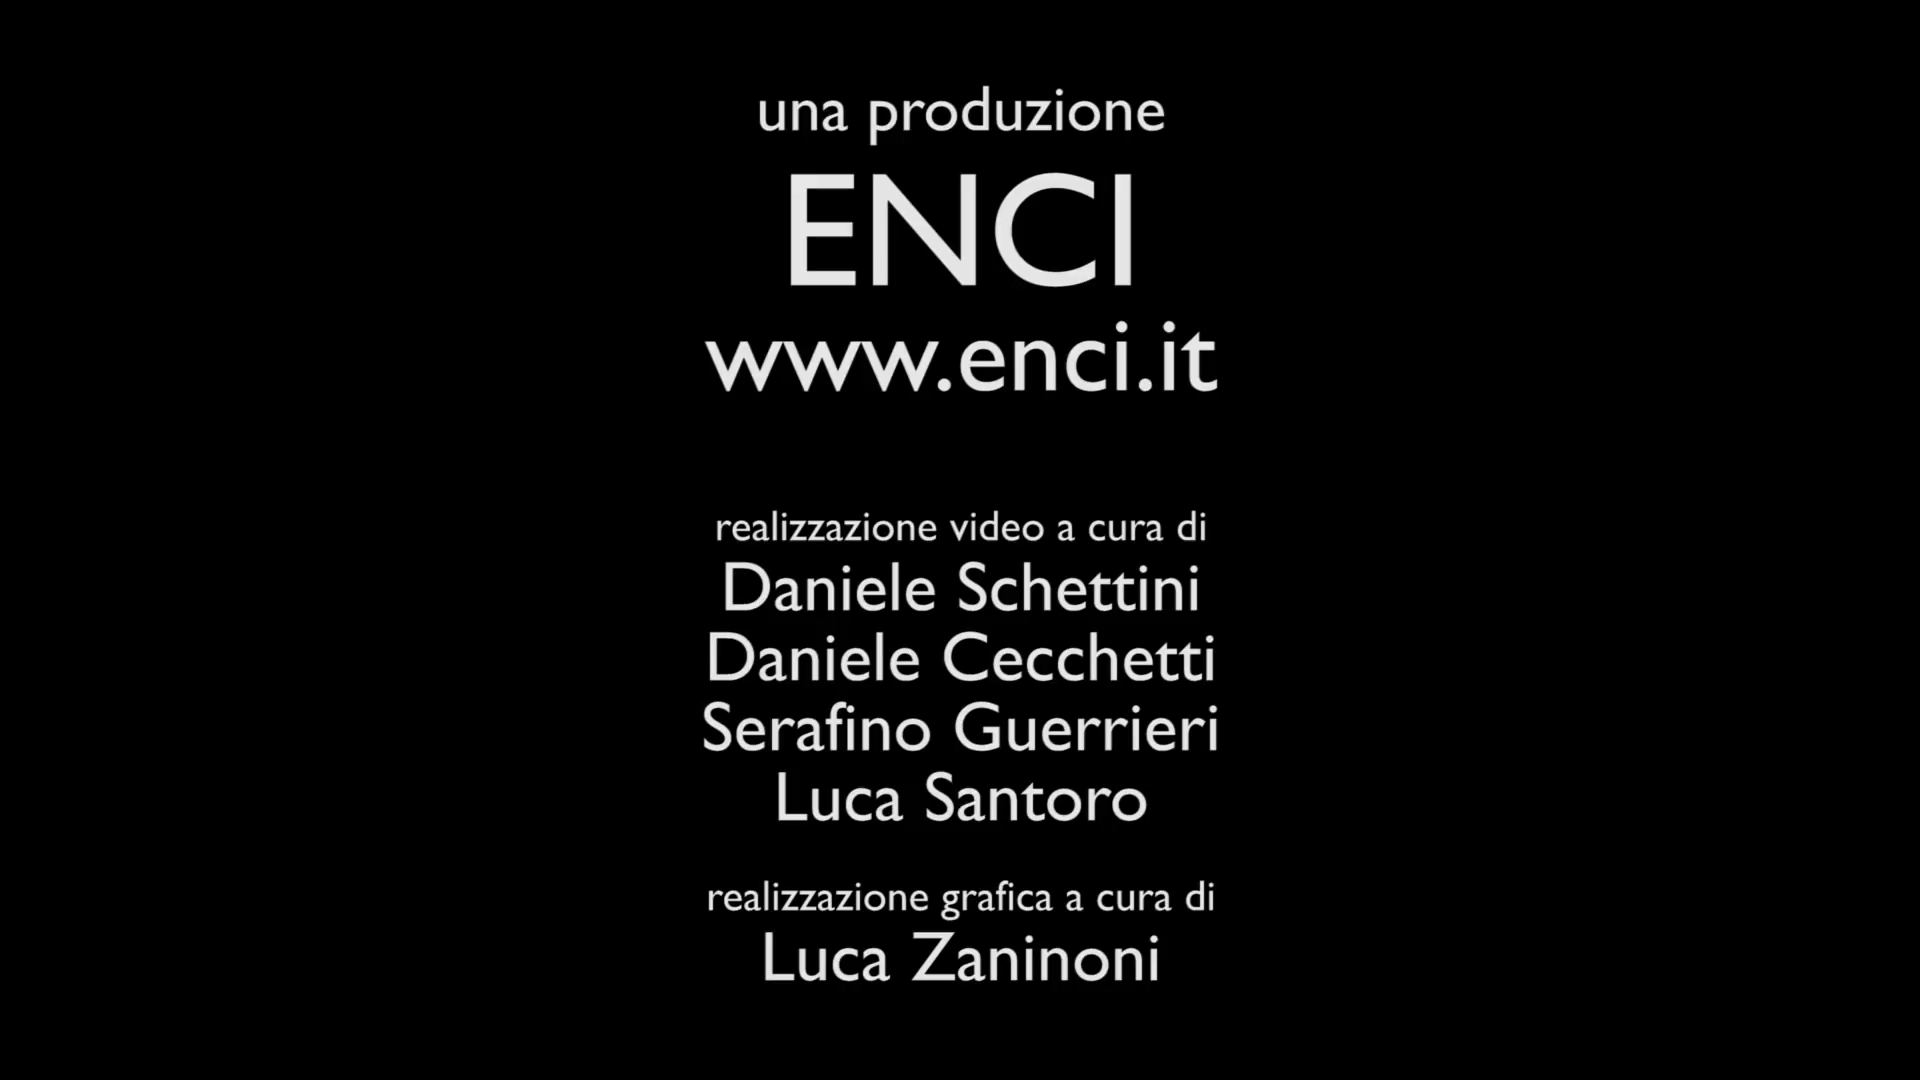 una produzione
ENCI
www.enci.it
realizzazione video a cura di
Daniele Schettini
Daniele Cecchetti
Serafino Guerrieri
Luca Santoro
realizzazione grafica a cura di
Luca Zaninoni